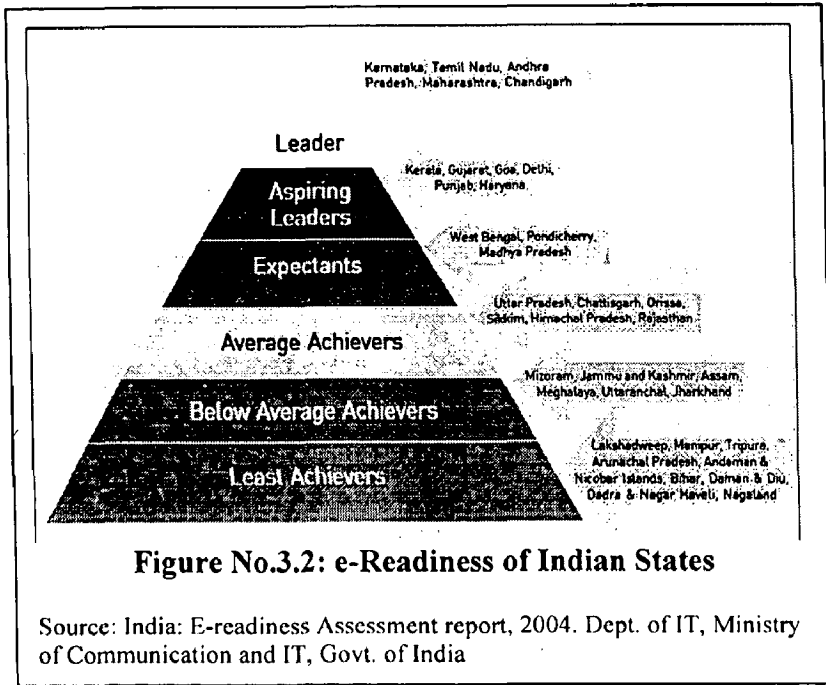 Karnataka, Tamil Nadu, Andhra
Pradesh, Maharashtra, Chandigarh
Leader
Kerala, Gujarat, Goa, Delhi,
Punjab, Haryana
Aspiring
Leaders
West Bengal, Pondicherry,
Madhya Pradesh
Expectants
Uttar Pradesh, Chattisgarh, Orissa,
Sikkim, Himachal Pradesh, Rajasthan
Average Achievers
Mizoram, Jammu and Kashmir, Assam,
Meghalaya, Uttaranchal, Jharkhand
Below Average Achievers
Lakshadweep, Manipur, Tripura,
Arunachal Pradesh, Andaman &
Nicobar Islands, Bihar, Daman & Diu,
Dadra & Nagar Haveli, Nagaland
Least Achievers
Figure No.3.2: e-Readiness of Indian States
Source: India: E-readiness Assessment report, 2004. Dept. of IT, Ministry
of Communication and IT, Govt. of India